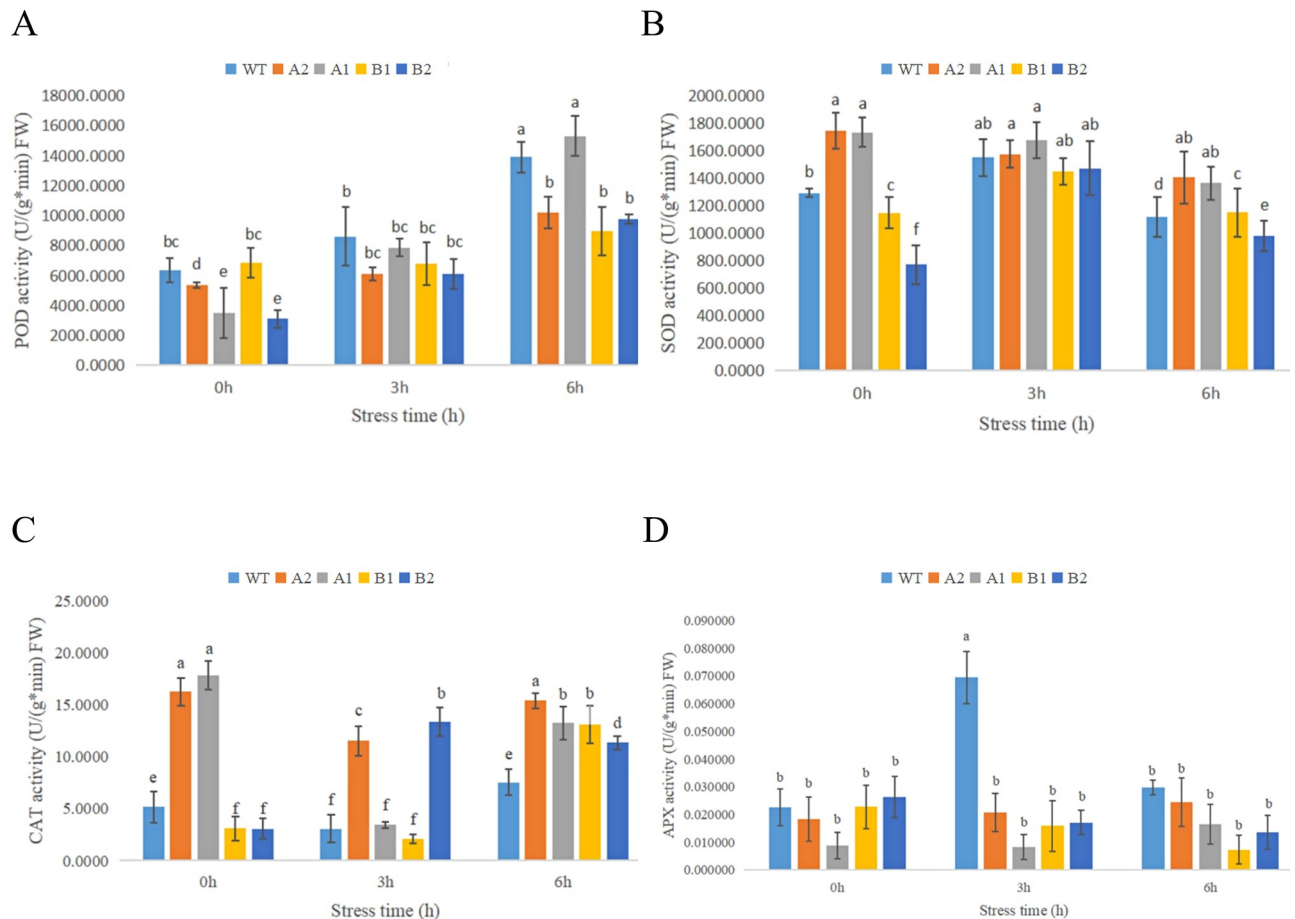 A
WT A2 A1 B1 B2
18000.0000
16000.0000
14000.0000
12000.0000
10000.0000
8000.0000
6000.0000
4000.0000
2000.0000
0.0000
POD activity (U/(g*min) FW)
bc d e bc e
b bc bc bc bc
a b a b b
0h 3h 6h
Stress time (h)
B
WT A2 A1 B1 B2
2000.0000
1800.0000
1600.0000
1400.0000
1200.0000
1000.0000
800.0000
600.0000
400.0000
200.0000
0.0000
SOD activity (U/(g*min) FW)
b a a c f
ab a a ab ab
d ab ab c e
0h 3h 6h
Stress time (h)
C
WT A2 A1 B1 B2
25.0000
20.0000
15.0000
10.0000
5.0000
0.0000
CAT activity (U/(g*min) FW)
e a a f f
f c f f b
e a b b d
0h 3h 6h
Stress time (h)
D
WT A2 A1 B1 B2
0.090000
0.080000
0.070000
0.060000
0.050000
0.040000
0.030000
0.020000
0.010000
0.000000
APX activity (U/(g*min) FW)
b b b b b
a b b b b
b b b b b
0h 3h 6h
Stress time (h)